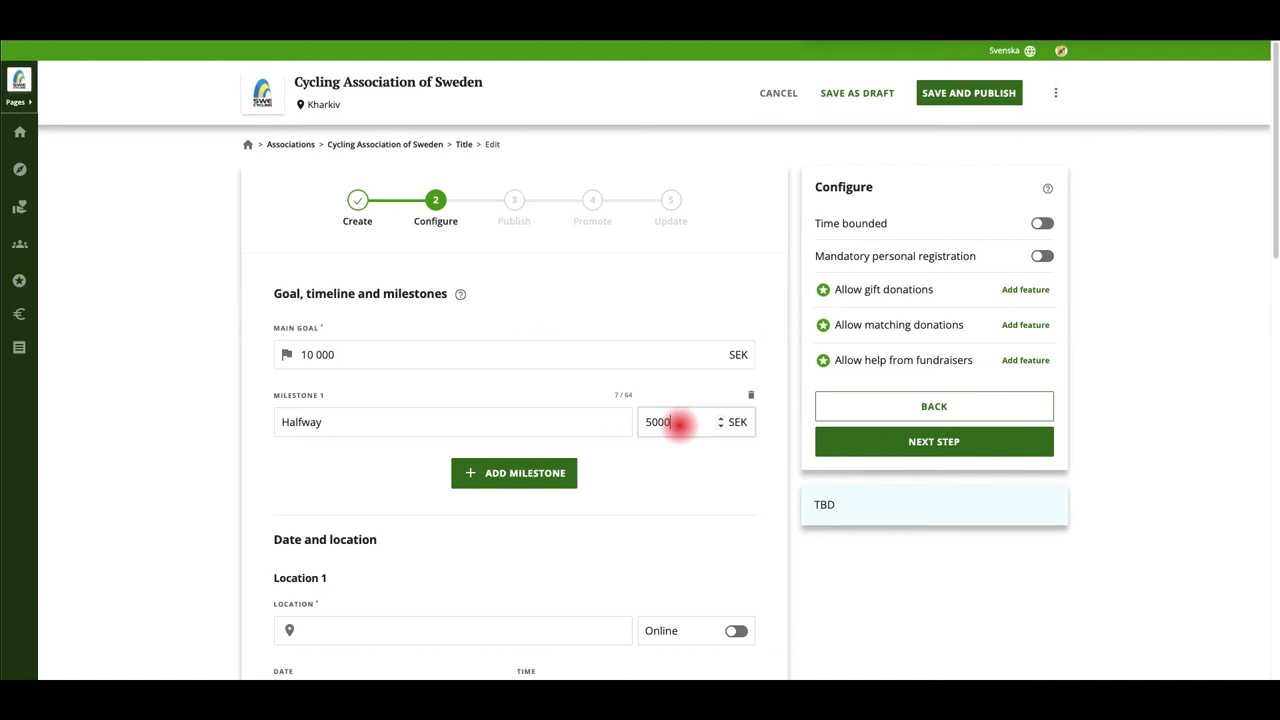 Svenska
Pages
SWE
CYCLING
Cycling Association of Sweden
Kharkiv
CANCEL
SAVE AS DRAFT
SAVE AND PUBLISH
> Associations > Cycling Association of Sweden > Title > Edit
2
3
4
5
Create
Configure
Publish
Promote
Update
Goal, timeline and milestones
MAIN GOAL *
10 000
SEK
MILESTONE 1
7 / 64
Halfway
5000
SEK
+ ADD MILESTONE
Date and location
Location 1
LOCATION *
Online
DATE
TIME
Configure
Time bounded
Mandatory personal registration
Allow gift donations
Add feature
Allow matching donations
Add feature
Allow help from fundraisers
Add feature
BACK
NEXT STEP
TBD